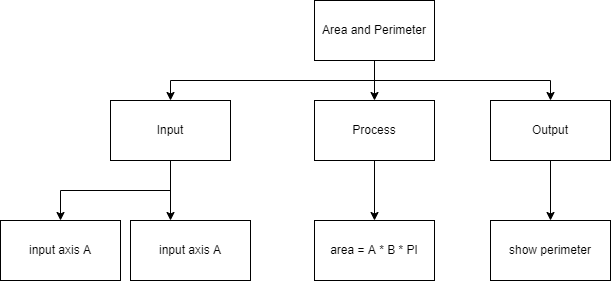 Area and Perimeter
Input
Process
Output
input axis A
input axis A
area = A * B * PI
show perimeter